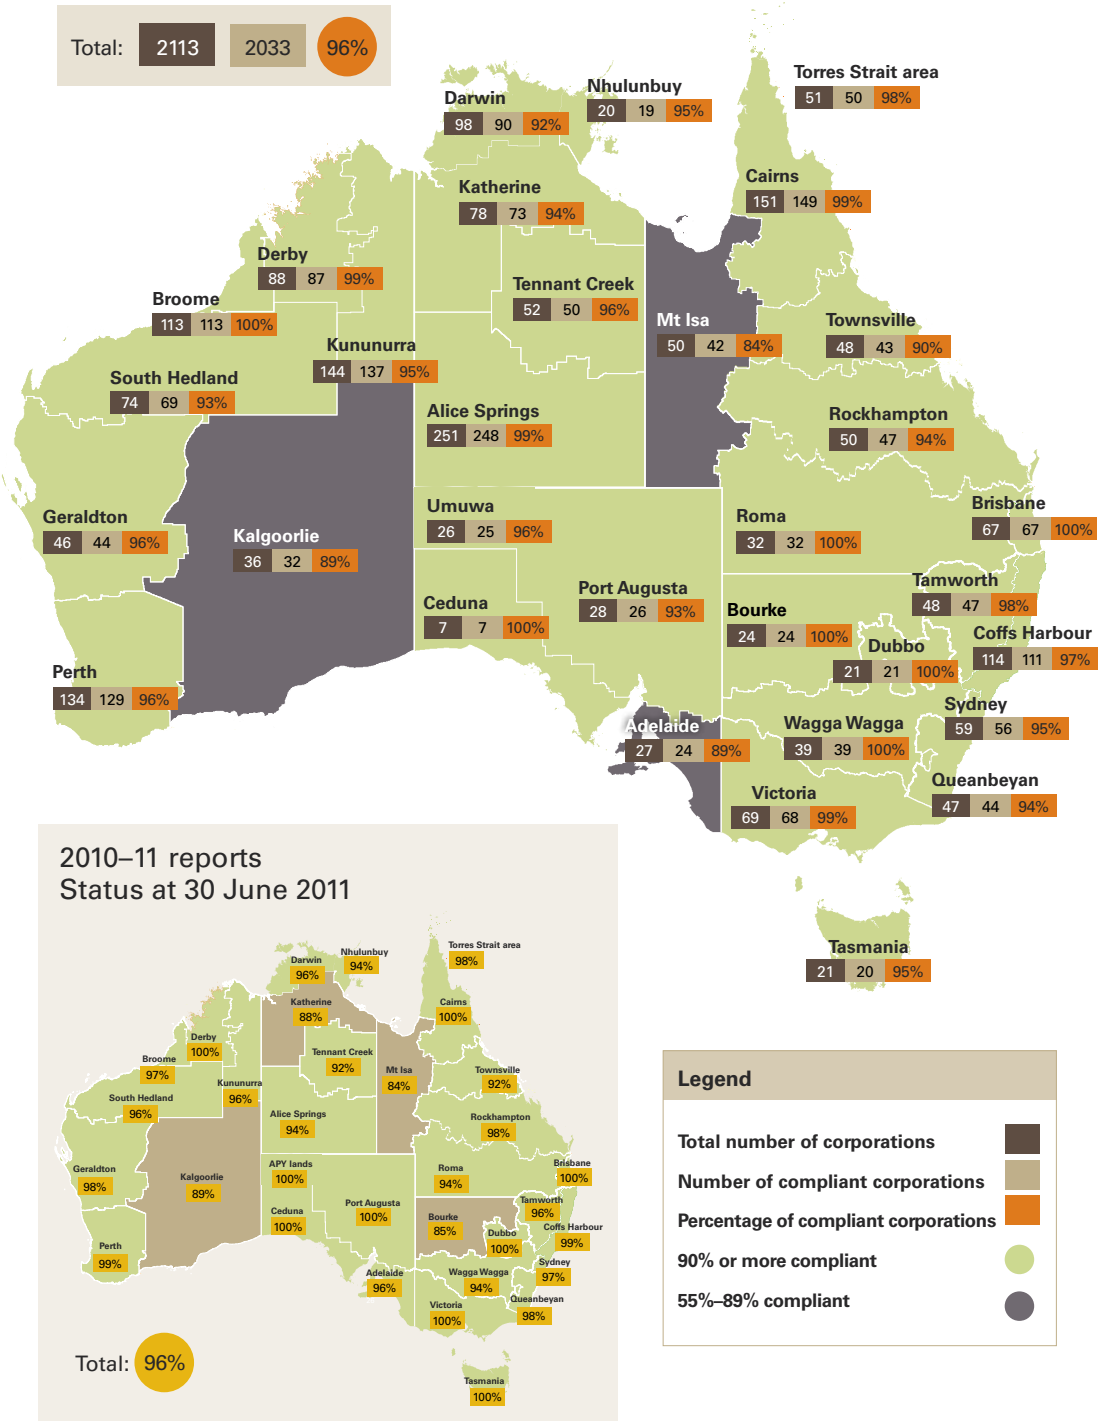 Total: 2113 2033 96%
Torres Strait area
51 50 98%
Nhulunbuy
20 19 95%
Darwin
98 90 92%
Cairns
151 149 99%
Katherine
78 73 94%
Derby
88 87 99%
Tennant Creek
52 50 96%
Broome
113 113 100%
Mt Isa
50 42 84%
Townsville
48 43 90%
Kununurra
144 137 95%
South Hedland
74 69 93%
Alice Springs
251 248 99%
Rockhampton
50 47 94%
Geraldton
46 44 96%
Umuwa
26 25 96%
Roma
32 32 100%
Brisbane
67 67 100%
Kalgoorlie
36 32 89%
Tamworth
48 47 98%
Port Augusta
28 26 93%
Ceduna
7 7 100%
Bourke
24 24 100%
Coffs Harbour
114 111 97%
Dubbo
21 21 100%
Perth
134 129 96%
Sydney
59 56 95%
Adelaide
27 24 89%
Wagga Wagga
39 39 100%
Queanbeyan
47 44 94%
Victoria
69 68 99%
Tasmania
21 20 95%
2010–11 reports
Status at 30 June 2011
Torres Strait area
98%
Nhulunbuy
94%
Darwin
96%
Katherine
88%
Cairns
100%
Derby
100%
Tennant Creek
92%
Broome
97%
Mt Isa
84%
Townsville
92%
Kununurra
96%
South Hedland
96%
Alice Springs
94%
Rockhampton
98%
Geraldton
98%
APY lands
100%
Roma
94%
Brisbane
100%
Kalgoorlie
89%
Port Augusta
100%
Tamworth
96%
Ceduna
100%
Bourke
85%
Dubbo
100%
Coffs Harbour
99%
Perth
99%
Adelaide
96%
Wagga Wagga
94%
Sydney
97%
Victoria
100%
Queanbeyan
98%
Tasmania
100%
Total: 96%
Legend
Total number of corporations
Number of compliant corporations
Percentage of compliant corporations
90% or more compliant
55%–89% compliant